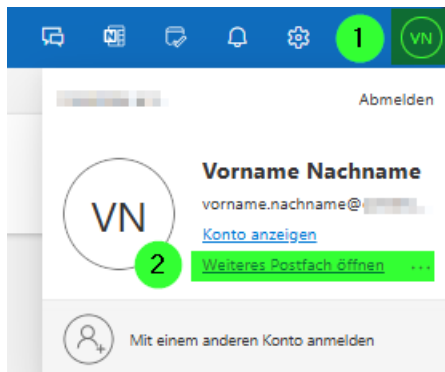 1 VN
Abmelden
VN
Vorname Nachname
vorname.nachname@
Konto anzeigen
2 Weiteres Postfach öffnen ...
Mit einem anderen Konto anmelden